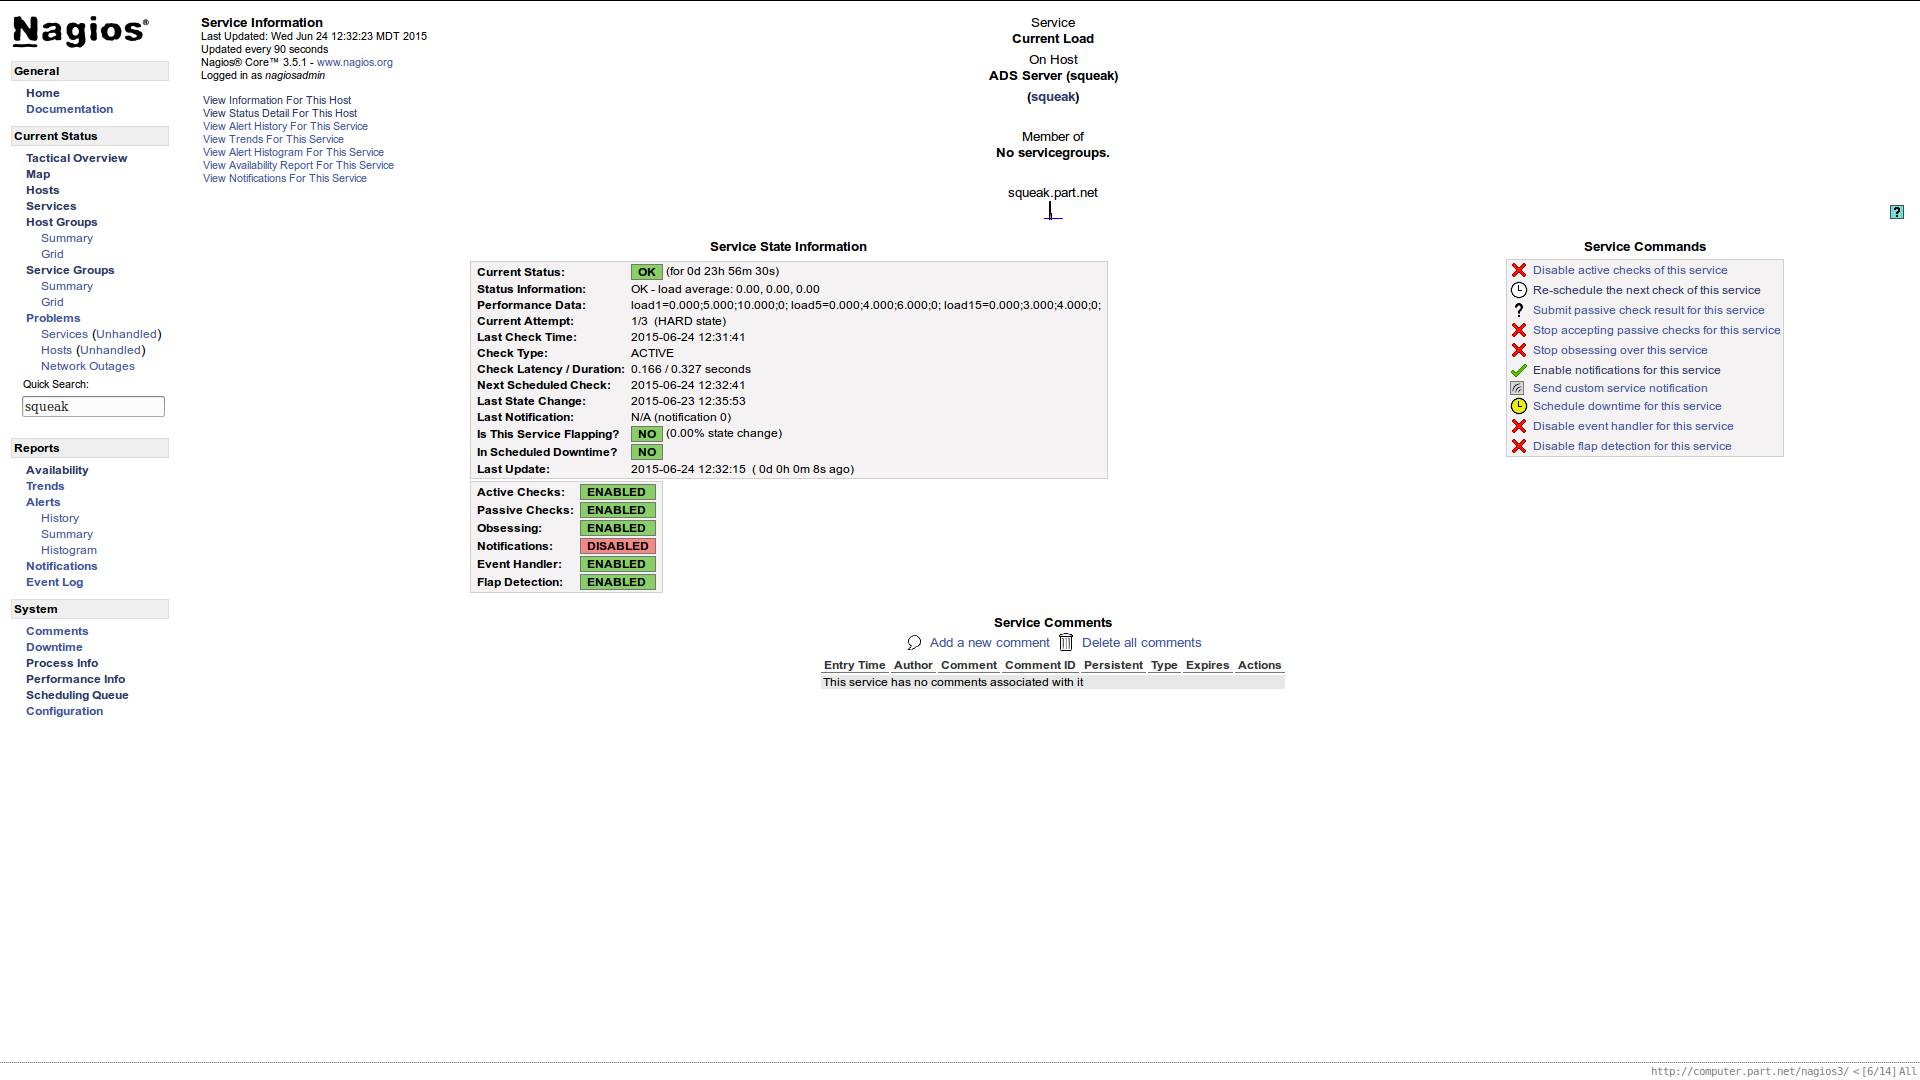 Nagios®
General
Home
Documentation
Current Status
Tactical Overview
Map
Hosts
Services
Host Groups
Summary
Grid
Service Groups
Summary
Grid
Problems
Services (Unhandled)
Hosts (Unhandled)
Network Outages
Quick Search:
squeak
Reports
Availability
Trends
Alerts
History
Summary
Histogram
Notifications
Event Log
System
Comments
Downtime
Process Info
Performance Info
Scheduling Queue
Configuration
Service Information
Last Updated: Wed Jun 24 12:32:23 MDT 2015
Updated every 90 seconds
Nagios® Core™ 3.5.1 - www.nagios.org
Logged in as nagiosadmin
View Information For This Host
View Status Detail For This Host
View Alert History For This Service
View Trends For This Service
View Alert Histogram For This Service
View Availability Report For This Service
View Notifications For This Service
Service
Current Load
On Host
ADS Server (squeak)
(squeak)
Member of
No servicegroups.
squeak.part.net
?
Service State Information
Current Status: OK (for 0d 23h 56m 30s)
Status Information: OK - load average: 0.00, 0.00, 0.00
Performance Data: load1=0.000;5.000;10.000;0; load5=0.000;4.000;6.000;0; load15=0.000;3.000;4.000;0;
Current Attempt: 1/3 (HARD state)
Last Check Time: 2015-06-24 12:31:41
Check Type: ACTIVE
Check Latency / Duration: 0.166 / 0.327 seconds
Next Scheduled Check: 2015-06-24 12:32:41
Last State Change: 2015-06-23 12:35:53
Last Notification: N/A (notification 0)
Is This Service Flapping? NO (0.00% state change)
In Scheduled Downtime? NO
Last Update: 2015-06-24 12:32:15 ( 0d 0h 0m 8s ago)
Active Checks: ENABLED
Passive Checks: ENABLED
Obsessing: ENABLED
Notifications: DISABLED
Event Handler: ENABLED
Flap Detection: ENABLED
Service Commands
Disable active checks of this service
Re-schedule the next check of this service
? Submit passive check result for this service
Stop accepting passive checks for this service
Stop obsessing over this service
Enable notifications for this service
Send custom service notification
Schedule downtime for this service
Disable event handler for this service
Disable flap detection for this service
Service Comments
Add a new comment Delete all comments
Entry Time Author Comment Comment ID Persistent Type Expires Actions
This service has no comments associated with it
http://computer.part.net/nagios3/ < [6/14] All